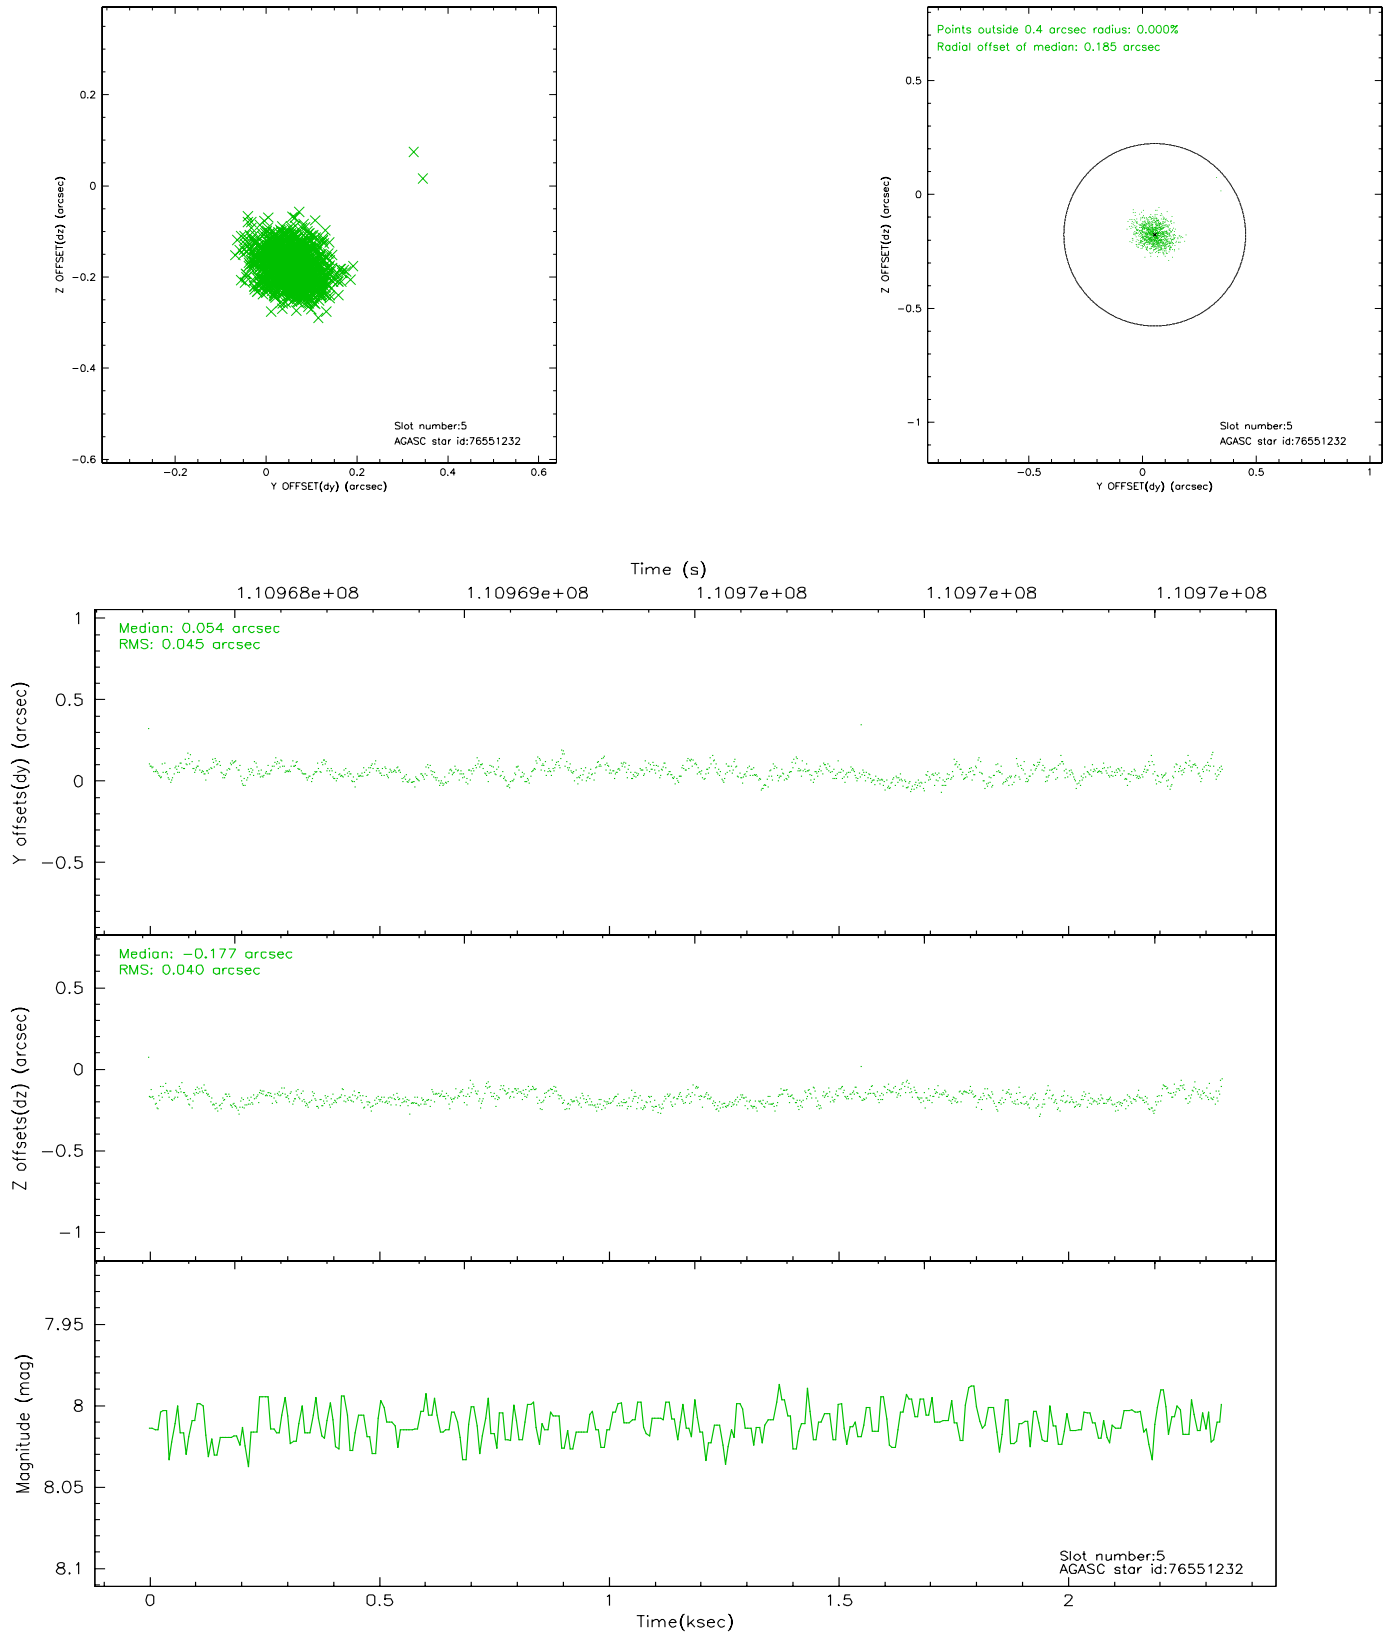 0.2
0
−0.2
−0.4
−0.6
Z OFFSET(dz) (arcsec)
Slot number:5
AGASC star id:76551232
−0.2 0 0.2 0.4 0.6
Y OFFSET(dy) (arcsec)
Points outside 0.4 arcsec radius: 0.000%
Radial offset of median: 0.185 arcsec
0.5
0
−0.5
−1
Z OFFSET(dz) (arcsec)
Slot number:5
AGASC star id:76551232
−0.5 0 0.5 1
Y OFFSET(dy) (arcsec)
Time (s)
1.10968e+08 1.10969e+08 1.1097e+08 1.1097e+08 1.1097e+08
Median: 0.054 arcsec
RMS: 0.045 arcsec
1
0.5
0
−0.5
Y offsets(dy) (arcsec)
Median: −0.177 arcsec
RMS: 0.040 arcsec
0.5
0
−0.5
−1
Z offsets(dz) (arcsec)
7.95
8
8.05
8.1
Magnitude (mag)
Slot number:5
AGASC star id:76551232
0 0.5 1 1.5 2
Time(ksec)